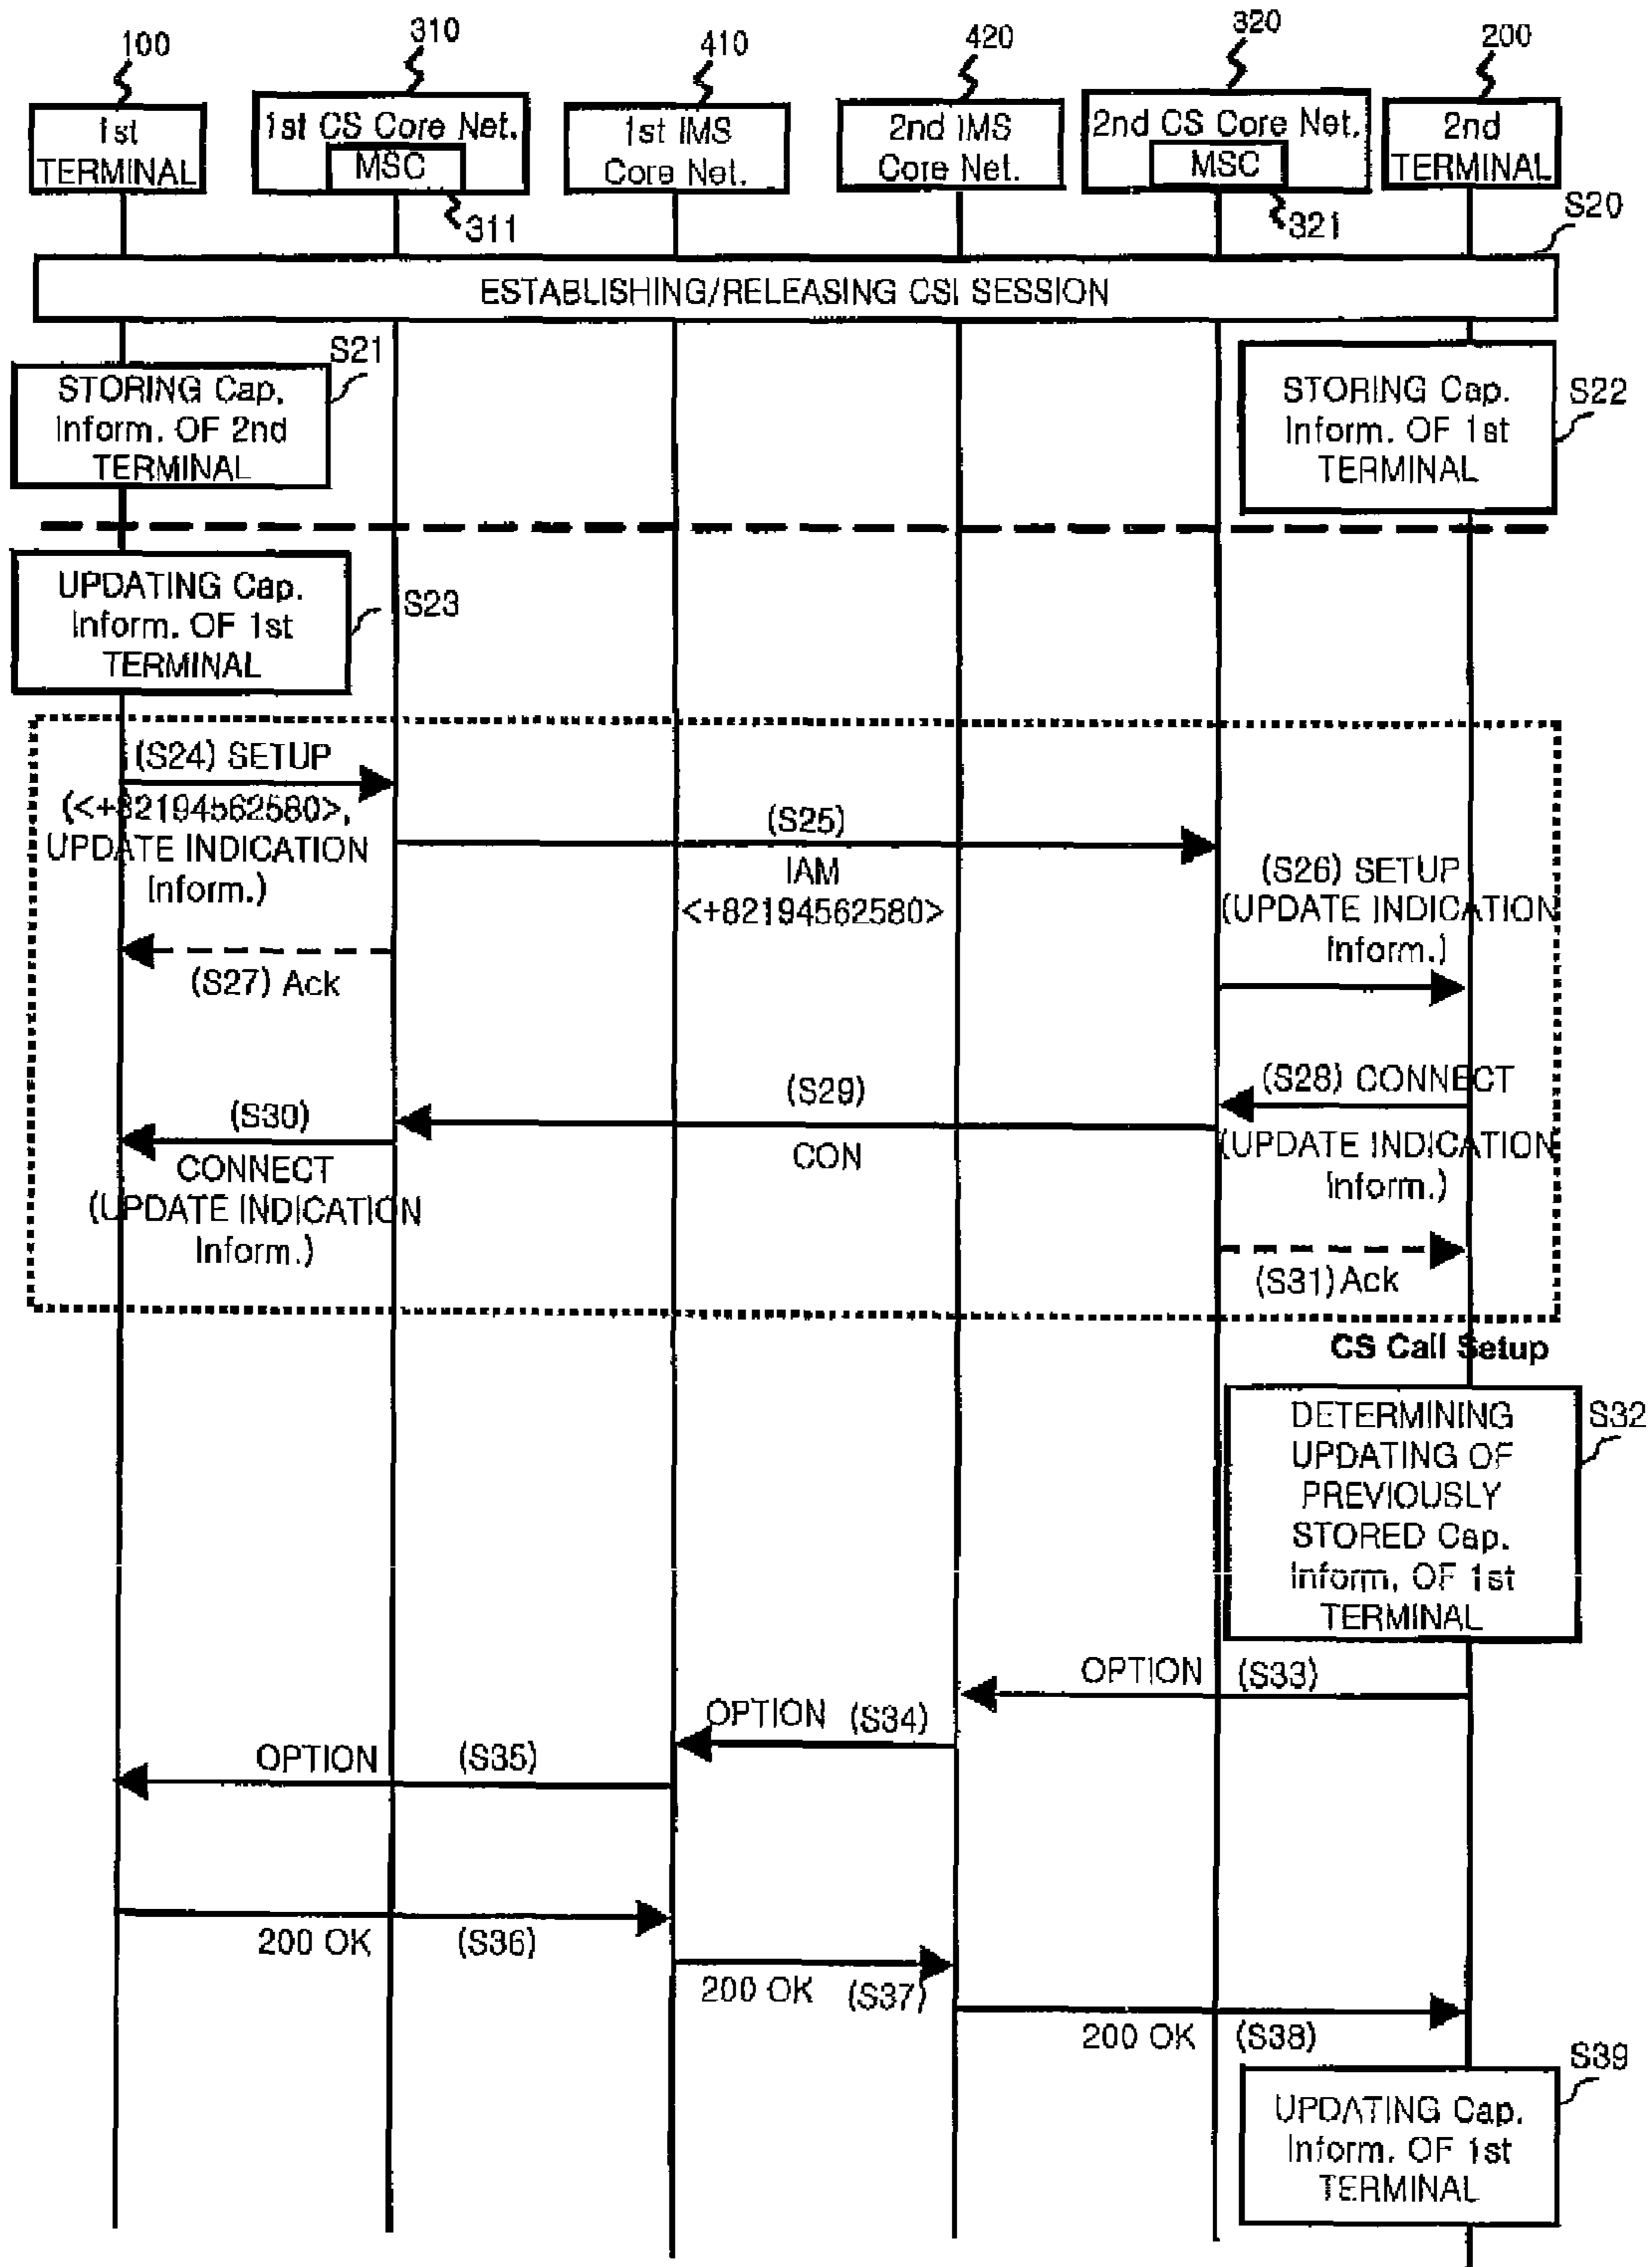 100
310
410
420
320
200
1st
TERMINAL
1st CS Core Net.
MSC
1st IMS
Core Net.
2nd IMS
Core Net.
2nd CS Core Net.
MSC
2nd
TERMINAL
311
321
S20
ESTABLISHING/RELEASING CSI SESSION
S21
STORING Cap.
Inform. OF 2nd
TERMINAL
STORING Cap.
Inform. OF 1st
TERMINAL
S22
UPDATING Cap.
Inform. OF 1st
TERMINAL
S23
(S24) SETUP
(<+82194562580>,
UPDATE INDICATION
Inform.)
(S25)
IAM
<+82194562580>
(S26) SETUP
(UPDATE INDICATION
Inform.)
(S27) Ack
(S28) CONNECT
(UPDATE INDICATION
Inform.)
(S29)
CON
(S30)
CONNECT
(UPDATE INDICATION
Inform.)
(S31) Ack
CS Call Setup
DETERMINING
UPDATING OF
PREVIOUSLY
STORED Cap.
Inform. OF 1st
TERMINAL
S32
OPTION (S33)
OPTION (S34)
OPTION (S35)
200 OK (S36)
200 OK (S37)
200 OK (S38)
S39
UPDATING Cap.
Inform. OF 1st
TERMINAL